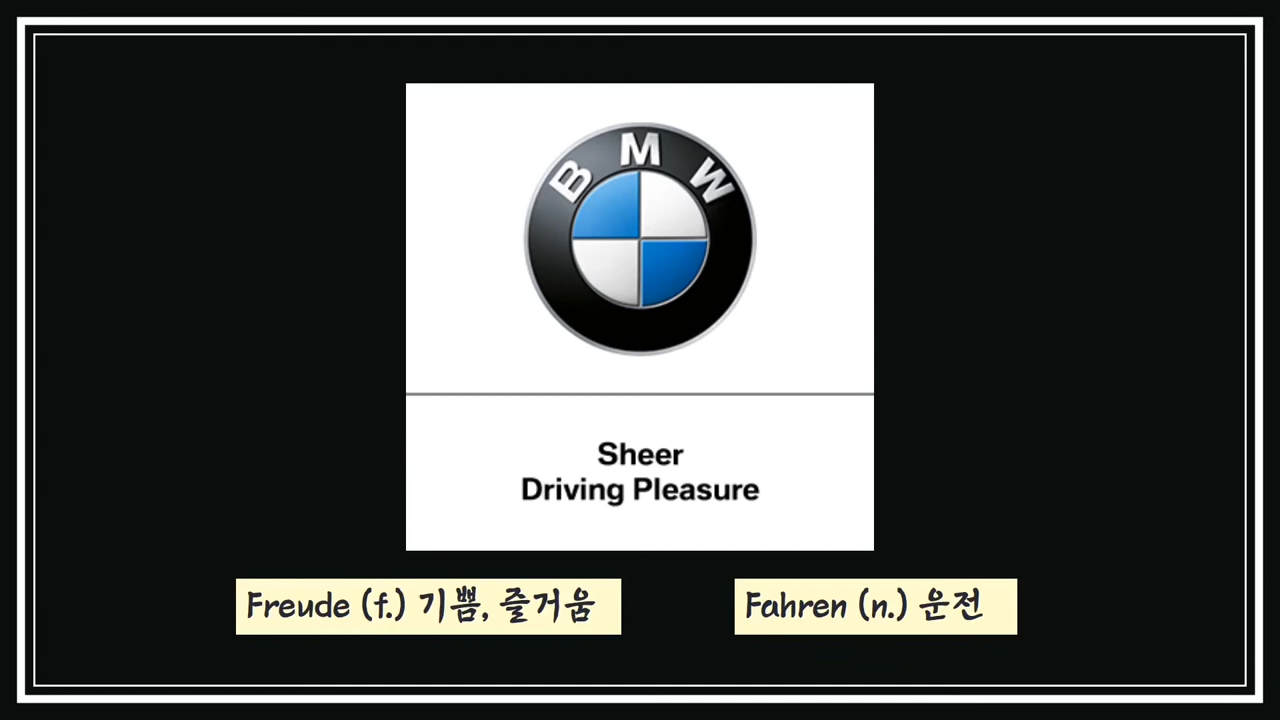 BMW
Sheer
Driving Pleasure
Freude (f.) 기쁨, 즐거움
Fahren (n.) 운전